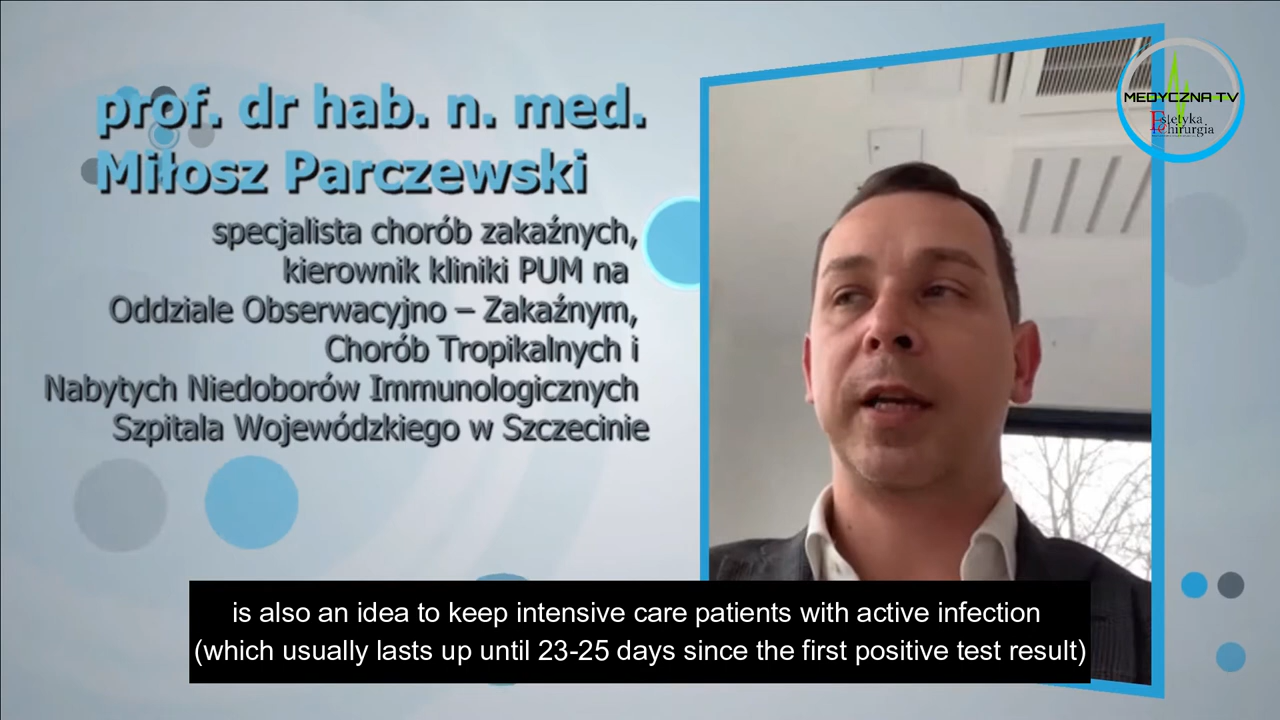 prof. dr hab. n. med.
Miłosz Parczewski
specjalista chorób zakaźnych,
kierownik kliniki PUM na
Oddziale Obserwacyjno – Zakaźnym,
Chorób Tropikalnych i
Nabytych Niedoborów Immunologicznych
Szpitala Wojewódzkiego w Szczecinie
MEDYCZNA TV
Estetyka
Chirurgia
is also an idea to keep intensive care patients with active infection
(which usually lasts up until 23-25 days since the first positive test result)